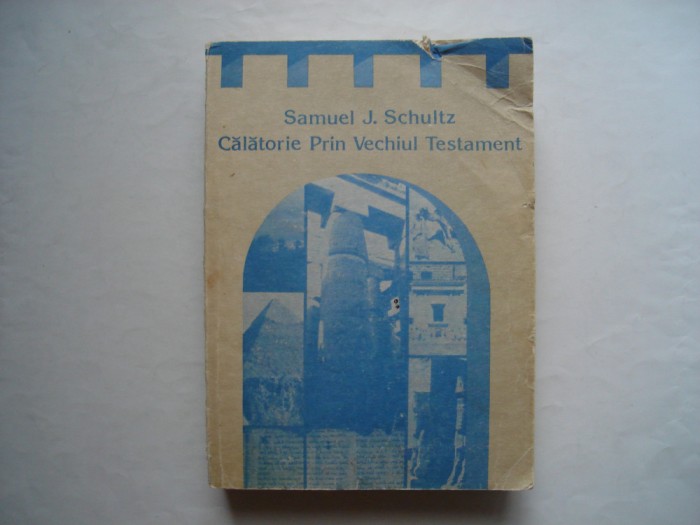 Samuel J. Schultz
Călătorie Prin Vechiul Testament